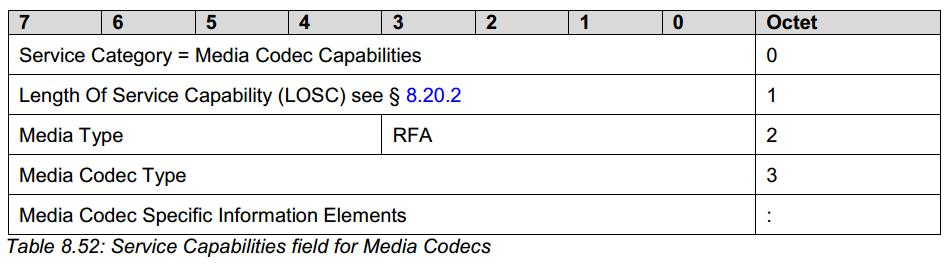 7 6 5 4 3 2 1 0 Octet
Service Category = Media Codec Capabilities 0
Length Of Service Capability (LOSC) see § 8.20.2 1
Media Type RFA 2
Media Codec Type 3
Media Codec Specific Information Elements :
Table 8.52: Service Capabilities field for Media Codecs